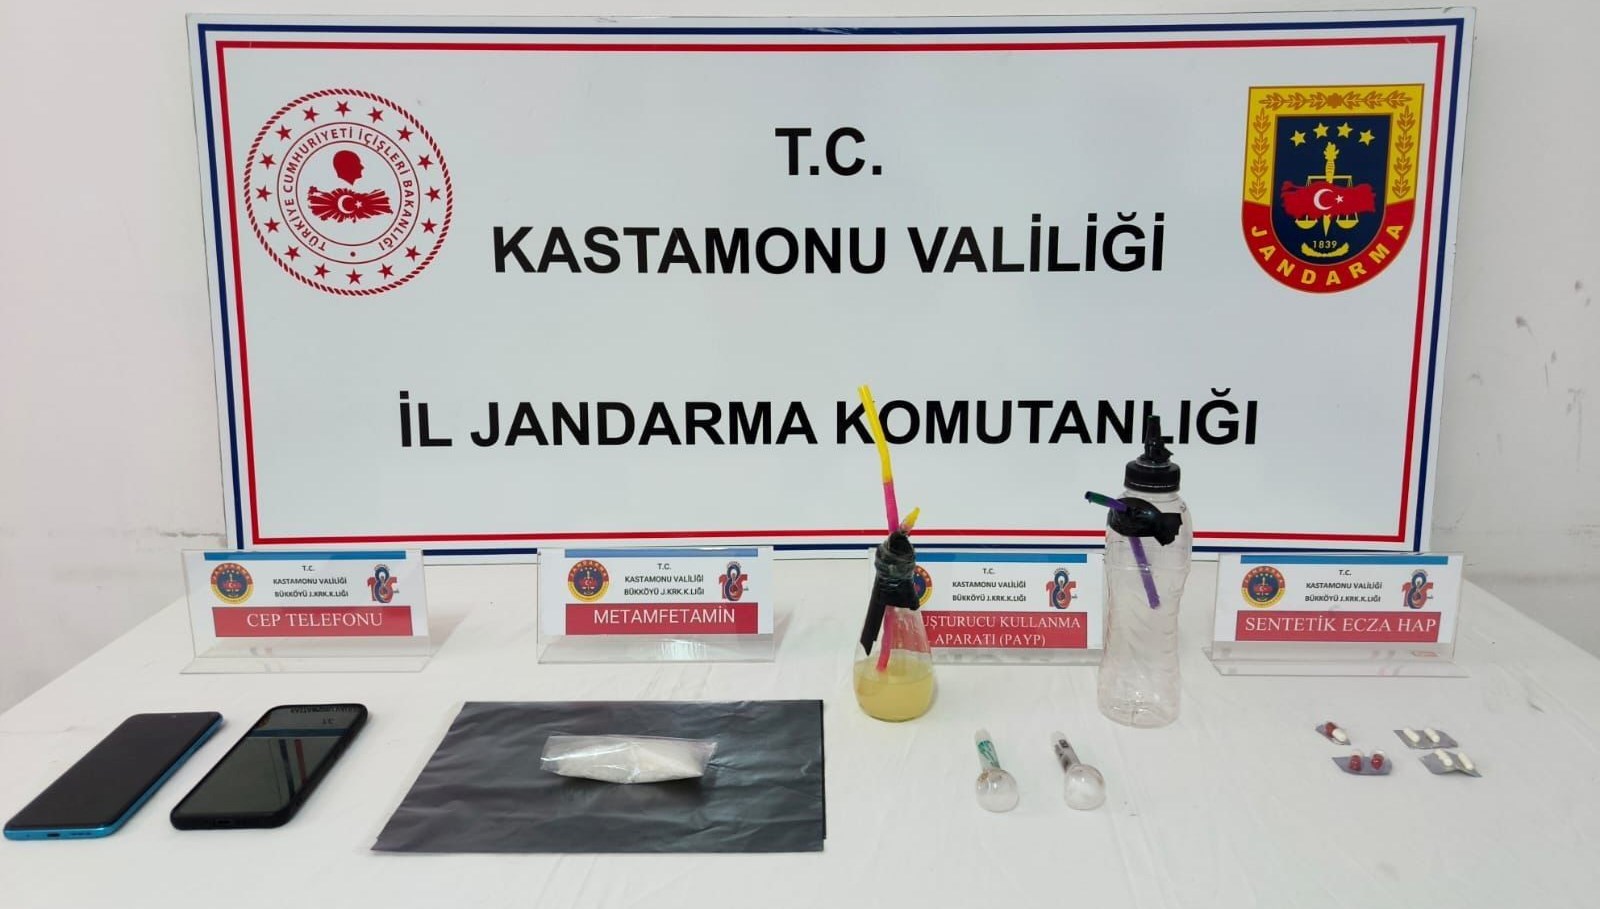 TÜRKİYE CUMHURİYETİ İÇİŞLERİ BAKANLIĞI
T.C.
KASTAMONU VALİLİĞİ
İL JANDARMA KOMUTANLIĞI
1839
JANDARMA
T.C.
KASTAMONU VALİLİĞİ
BÜKKÖYÜ J.KRK.K.LIĞI
CEP TELEFONU
T.C.
KASTAMONU VALİLİĞİ
BÜKKÖYÜ J.KRK.K.LIĞI
METAMFETAMİN
T.C.
KASTAMONU VALİLİĞİ
BÜKKÖYÜ J.KRK.K.LIĞI
UŞTURUCU KULLANMA
APARATI (PAYP)
T.C.
KASTAMONU VALİLİĞİ
BÜKKÖYÜ J.KRK.K.LIĞI
SENTETİK ECZA HAP